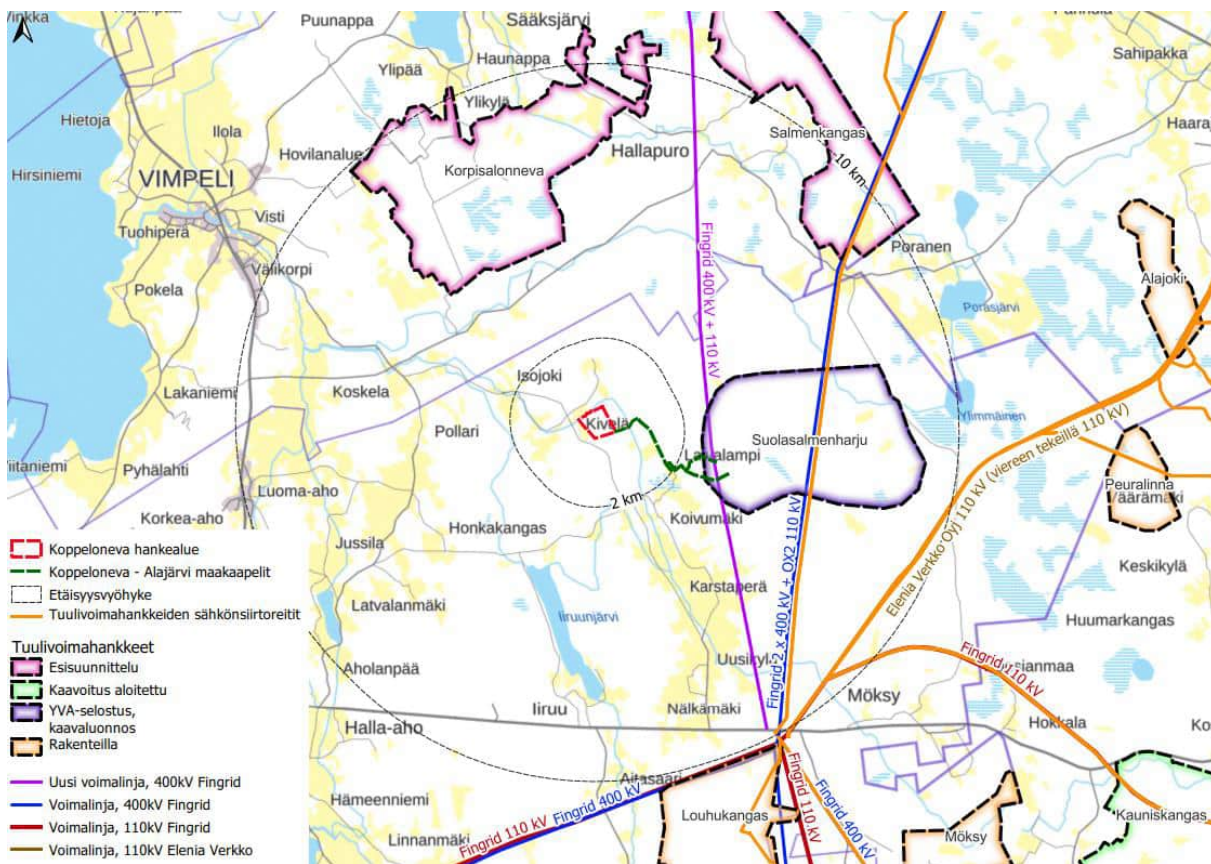 Vinkka
Sääksjärvi
Puunappa
Sahipakka
Haunappa
Ylipää
Ylikylä
Hietoja
Ilola
Salmenkangas
Hovilanalue
Hallapuro
10 km
Hirsiniemi
VIMPELI
Korpisalonneva
Visti
Tuohiperä
Poranen
Välikorpi
Fingrid 400 kV + 110 kV
Alajoki
Pokela
Porasjärvi
Isojoki
Lakaniemi
Koskela
Kivelä
Ylimmäinen
Pollari
Suolasalmenharju
Elenia Verkko Oyj 110 kV (viereen tekeillä 110 kV)
Pyhälahti
Peuralinna
Luoma-aho
2 km
Korkea-aho
Honkakangas
Koivumäki
Jussila
Keskikylä
Karstaperä
Fingrid 2 x 400 kV + OX2 110 kV
Latvalanmäki
Iiruunjärvi
Huumarkangas
Aholanpää
Uusikylä
Fingrid 110 kV
Möksy
Iiruu
Nälkämäki
Hokkala
Halla-aho
Aitasaari
Hämeenniemi
Fingrid 110 kV
Fingrid 400 kV
Louhukangas
Fingrid 110 kV
Fingrid 400 kV
Möksy
Kauniskangas
Linnanmäki
Koppeloneva hankealue
Koppeloneva - Alajärvi maakaapelit
Etäisyysvyöhyke
Tuulivoimahankkeiden sähkönsiirtoreitit
Tuulivoimahankkeet
Esisuunnittelu
Kaavoitus aloitettu
YVA-selostus,
kaavaluonnos
Rakenteilla
Uusi voimalinja, 400kV Fingrid
Voimalinja, 400kV Fingrid
Voimalinja, 110kV Fingrid
Voimalinja, 110kV Elenia Verkko